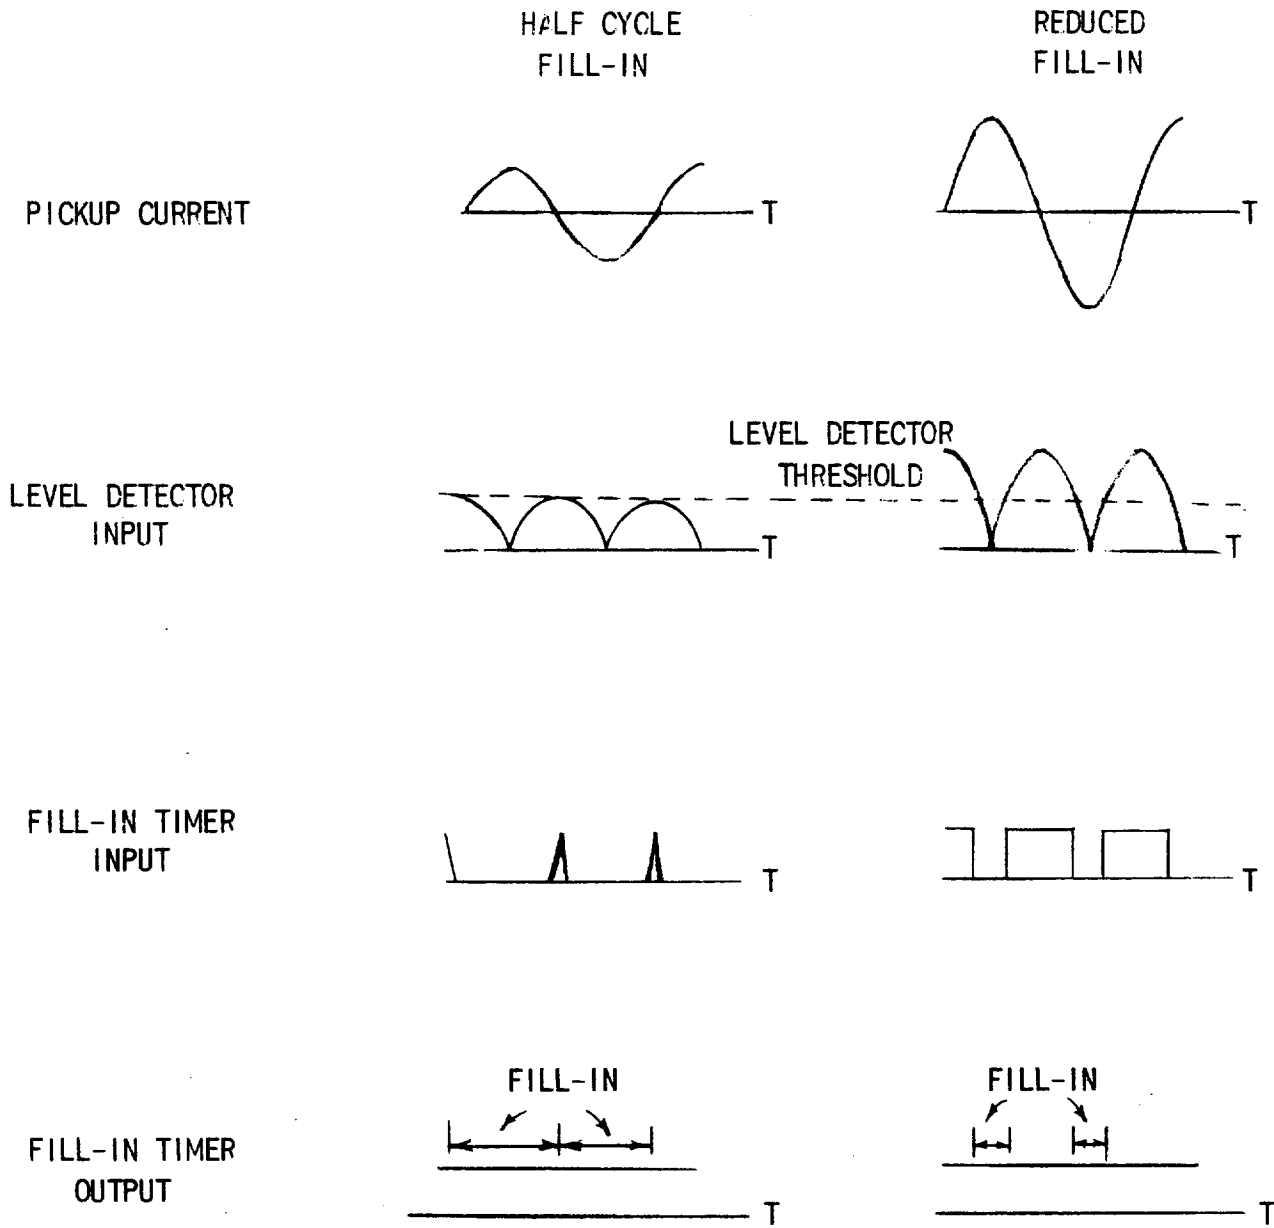 HALF CYCLE
FILL-IN
REDUCED
FILL-IN
PICKUP CURRENT
T
T
LEVEL DETECTOR
INPUT
T
LEVEL DETECTOR
THRESHOLD
T
FILL-IN TIMER
INPUT
T
T
FILL-IN TIMER
OUTPUT
FILL-IN
T
FILL-IN
T